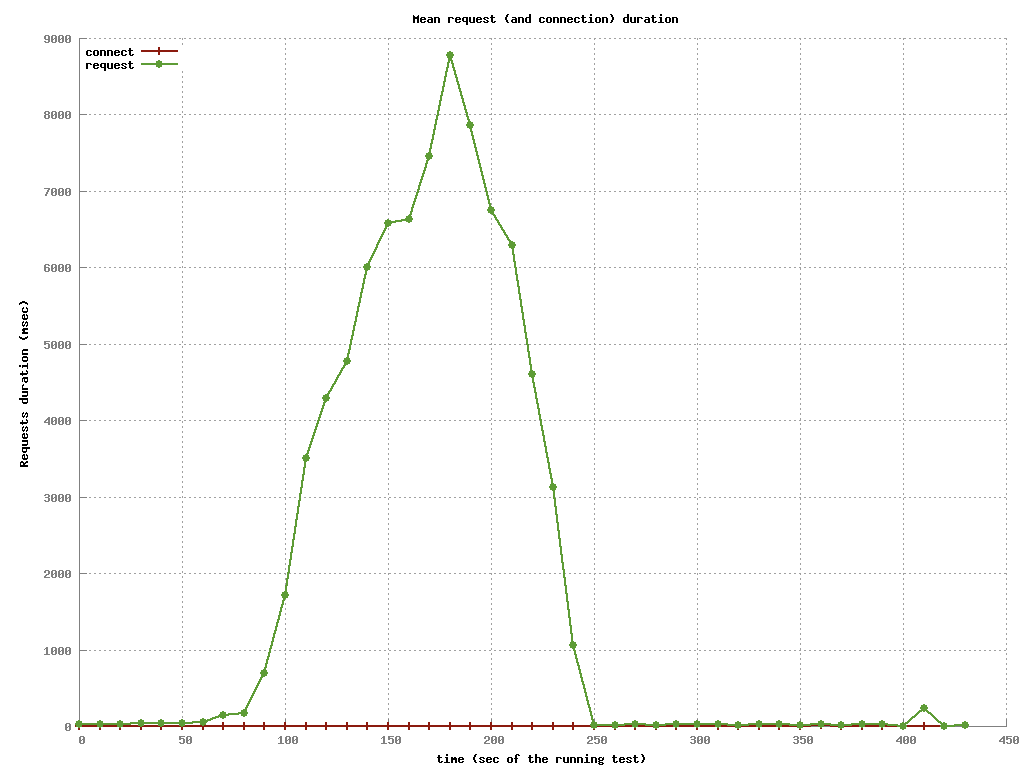 Mean request (and connection) duration
9000
connect
request
8000
7000
6000
5000
4000
3000
2000
1000
0
Requests duration (msec)
0 50 100 150 200 250 300 350 400 450
time (sec of the running test)